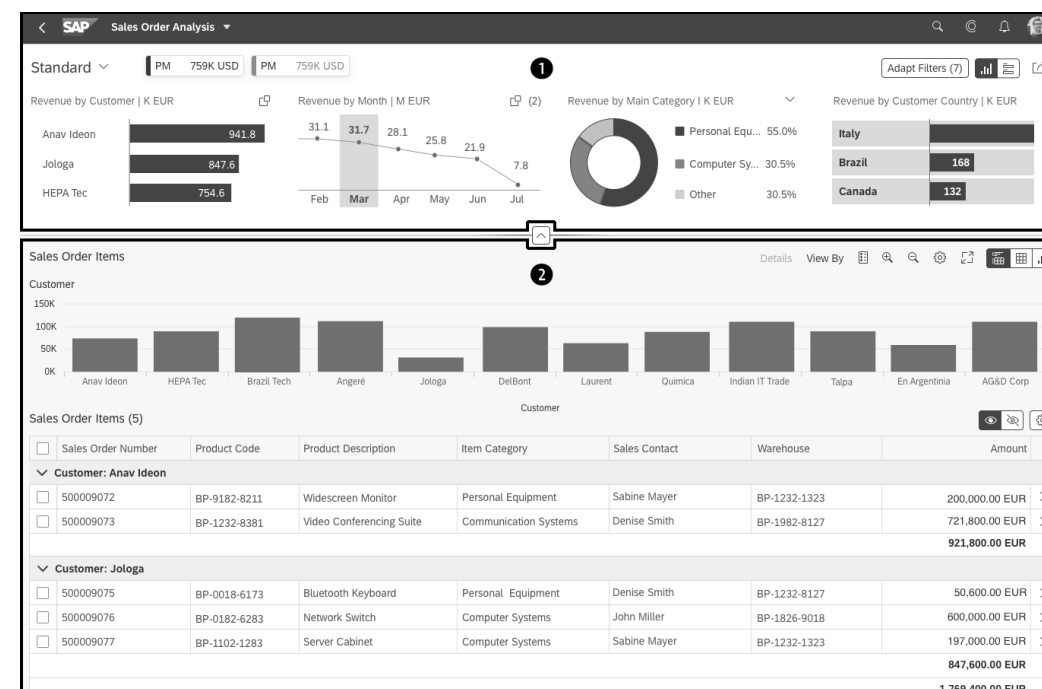 SAP Sales Order Analysis
Standard PM 759K USD PM 759K USD 1 Adapt Filters (7)
Revenue by Customer | K EUR
Anav Ideon 941.8
Jologa 847.6
HEPA Tec 754.6
Revenue by Month | M EUR (2)
31.1 31.7 28.1 25.8 21.9 7.8
Feb Mar Apr May Jun Jul
Revenue by Main Category I K EUR
Personal Equ... 55.0%
Computer Sy... 30.5%
Other 30.5%
Revenue by Customer Country | K EUR
Italy
Brazil 168
Canada 132
Sales Order Items Details View By
2
Customer
150K
100K
50K
0K
Anav Ideon HEPA Tec Brazil Tech Angeré Jologa DelBont Laurent Quimica Indian IT Trade Talpa En Argentinia AG&D Corp
Customer
Sales Order Items (5)
Sales Order Number Product Code Product Description Item Category Sales Contact Warehouse Amount
Customer: Anav Ideon
500009072 BP-9182-8211 Widescreen Monitor Personal Equipment Sabine Mayer BP-1232-1323 200,000.00 EUR
500009073 BP-1232-8381 Video Conferencing Suite Communication Systems Denise Smith BP-1982-8127 721,800.00 EUR
921,800.00 EUR
Customer: Jologa
500009075 BP-0018-6173 Bluetooth Keyboard Personal Equipment Denise Smith BP-1232-8127 50,600.00 EUR
500009076 BP-0182-6283 Network Switch Computer Systems John Miller BP-1826-9018 600,000.00 EUR
500009077 BP-1102-1283 Server Cabinet Computer Systems Sabine Mayer BP-1232-1323 197,000.00 EUR
847,600.00 EUR
1,769,400.00 EUR